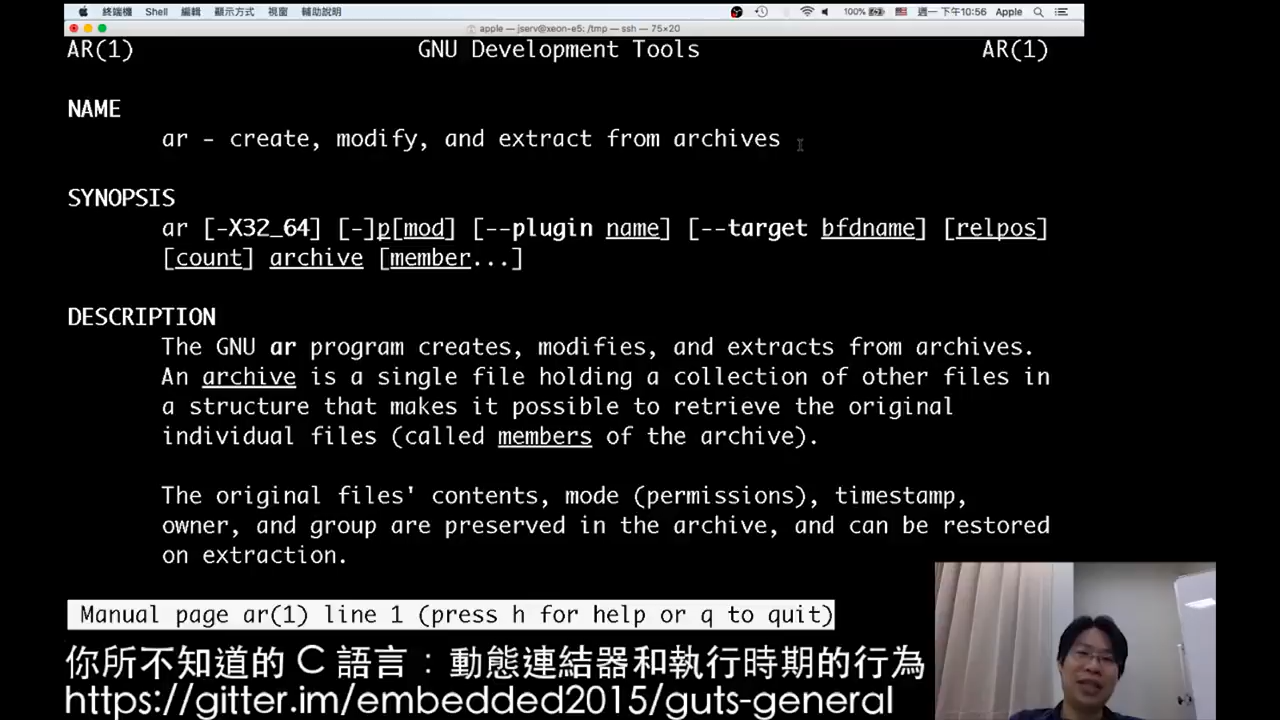 終端機 Shell 編輯 顯示方式 視窗 輔助說明 100% 週一 下午10:56 Apple
apple — jserv@xeon-e5: /tmp — ssh — 75×20
AR(1) GNU Development Tools AR(1)
NAME
ar - create, modify, and extract from archives
SYNOPSIS
ar [-X32_64] [-]p[mod] [--plugin name] [--target bfdname] [relpos]
[count] archive [member...]
DESCRIPTION
The GNU ar program creates, modifies, and extracts from archives.
An archive is a single file holding a collection of other files in
a structure that makes it possible to retrieve the original
individual files (called members of the archive).
The original files' contents, mode (permissions), timestamp,
owner, and group are preserved in the archive, and can be restored
on extraction.
Manual page ar(1) line 1 (press h for help or q to quit)
你所不知道的 C 語言：動態連結器和執行時期的行為
https://gitter.im/embedded2015/guts-general